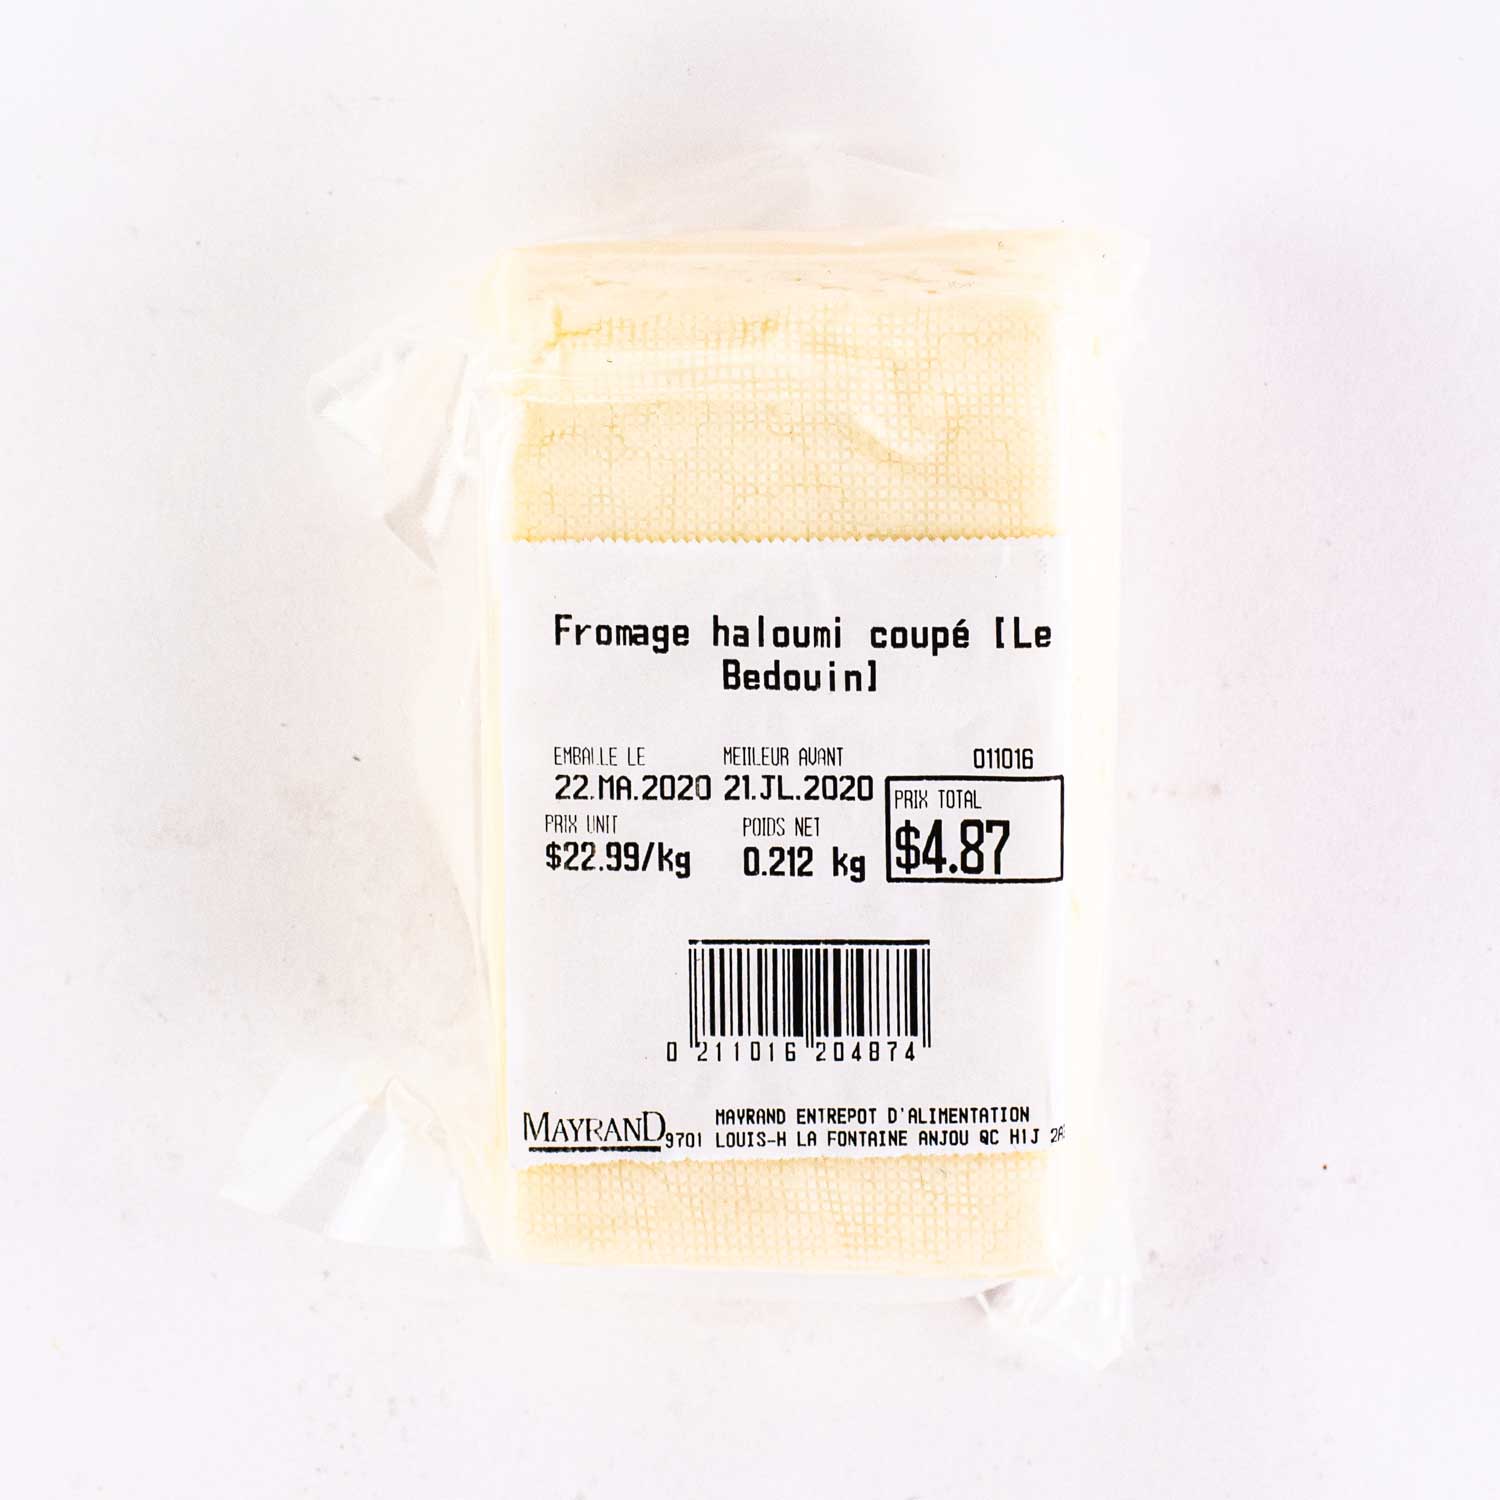 Fromage haloumi coupé [Le
Bedouin]
EMBALLE LE MEILLEUR AVANT 011016
22.MA.2020 21.JL.2020 PRIX TOTAL
PRIX UNIT POIDS NET $4.87
$22.99/kg 0.212 kg
0 211016 204874
MAYRAND MAYRAND ENTREPOT D'ALIMENTATION
9701 LOUIS-H LA FONTAINE ANJOU QC H1J